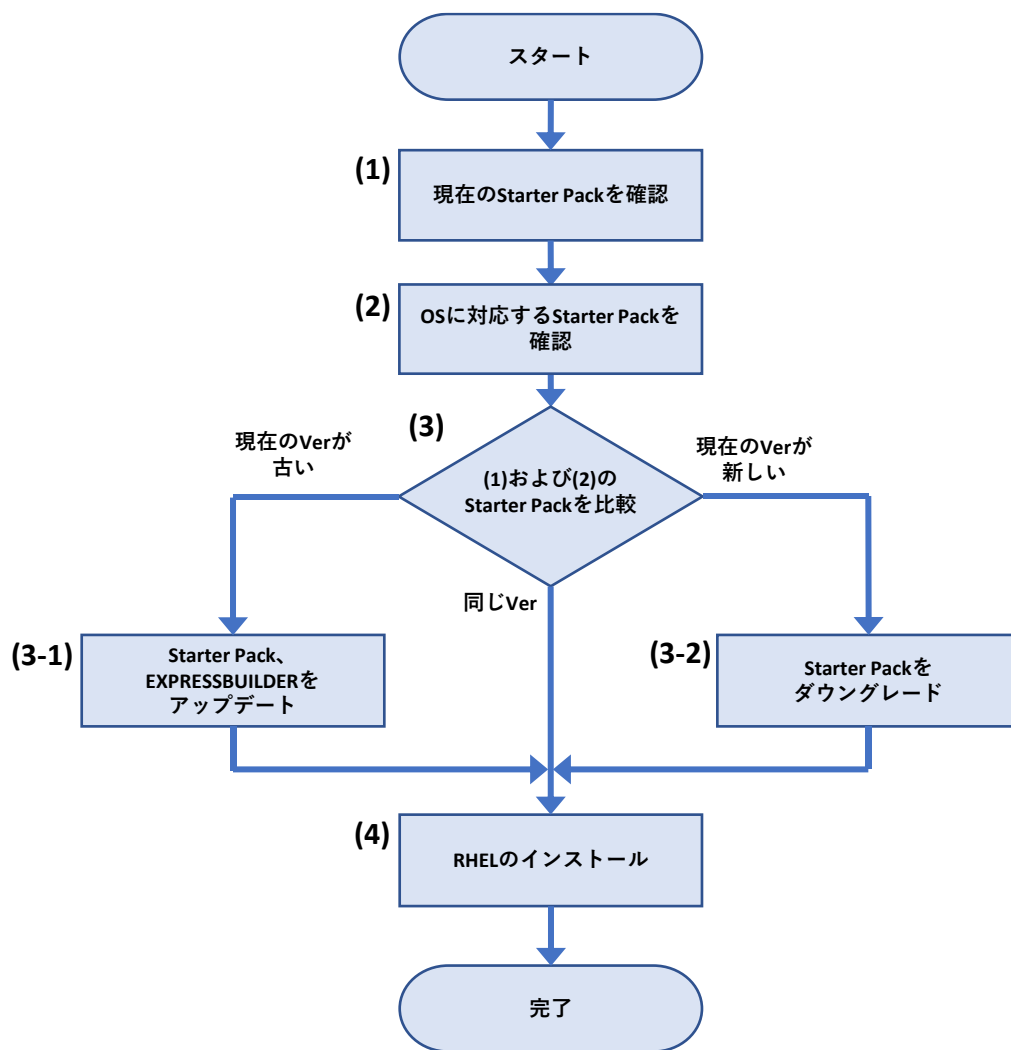 スタート
(1)
現在のStarter Packを確認
(2)
OSに対応するStarter Packを
確認
(3)
現在のVerが
古い
現在のVerが
新しい
(1)および(2)の
Starter Packを比較
同じVer
(3-1)
Starter Pack、
EXPRESSBUILDERを
アップデート
(3-2)
Starter Packを
ダウングレード
(4)
RHELのインストール
完了